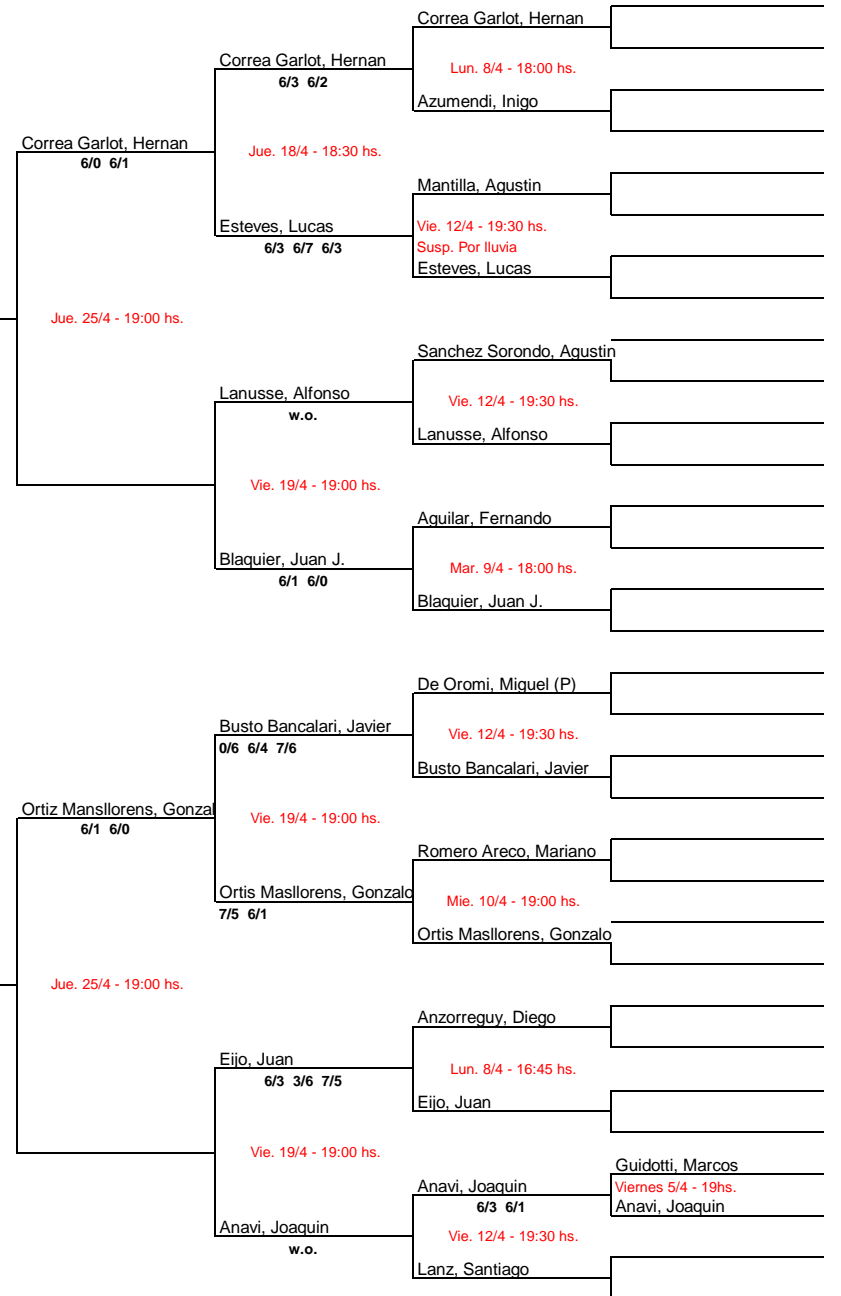 Correa Garlot, Hernan
Correa Garlot, Hernan
Lun. 8/4 - 18:00 hs.
6/3 6/2
Azumendi, Inigo
Correa Garlot, Hernan
Jue. 18/4 - 18:30 hs.
6/0 6/1
Mantilla, Agustin
Esteves, Lucas
Vie. 12/4 - 19:30 hs.
6/3 6/7 6/3
Susp. Por lluvia
Esteves, Lucas
Jue. 25/4 - 19:00 hs.
Sanchez Sorondo, Agustin
Lanusse, Alfonso
Vie. 12/4 - 19:30 hs.
w.o.
Lanusse, Alfonso
Vie. 19/4 - 19:00 hs.
Aguilar, Fernando
Blaquier, Juan J.
Mar. 9/4 - 18:00 hs.
6/1 6/0
Blaquier, Juan J.
De Oromi, Miguel (P)
Busto Bancalari, Javier
Vie. 12/4 - 19:30 hs.
0/6 6/4 7/6
Busto Bancalari, Javier
Ortiz Mansllorens, Gonzal
Vie. 19/4 - 19:00 hs.
6/1 6/0
Romero Areco, Mariano
Ortis Masllorens, Gonzalo
Mie. 10/4 - 19:00 hs.
7/5 6/1
Ortis Masllorens, Gonzalo
Jue. 25/4 - 19:00 hs.
Anzorreguy, Diego
Eijo, Juan
Lun. 8/4 - 16:45 hs.
6/3 3/6 7/5
Eijo, Juan
Vie. 19/4 - 19:00 hs.
Guidotti, Marcos
Anavi, Joaquin
Viernes 5/4 - 19hs.
6/3 6/1
Anavi, Joaquin
Anavi, Joaquin
Vie. 12/4 - 19:30 hs.
w.o.
Lanz, Santiago